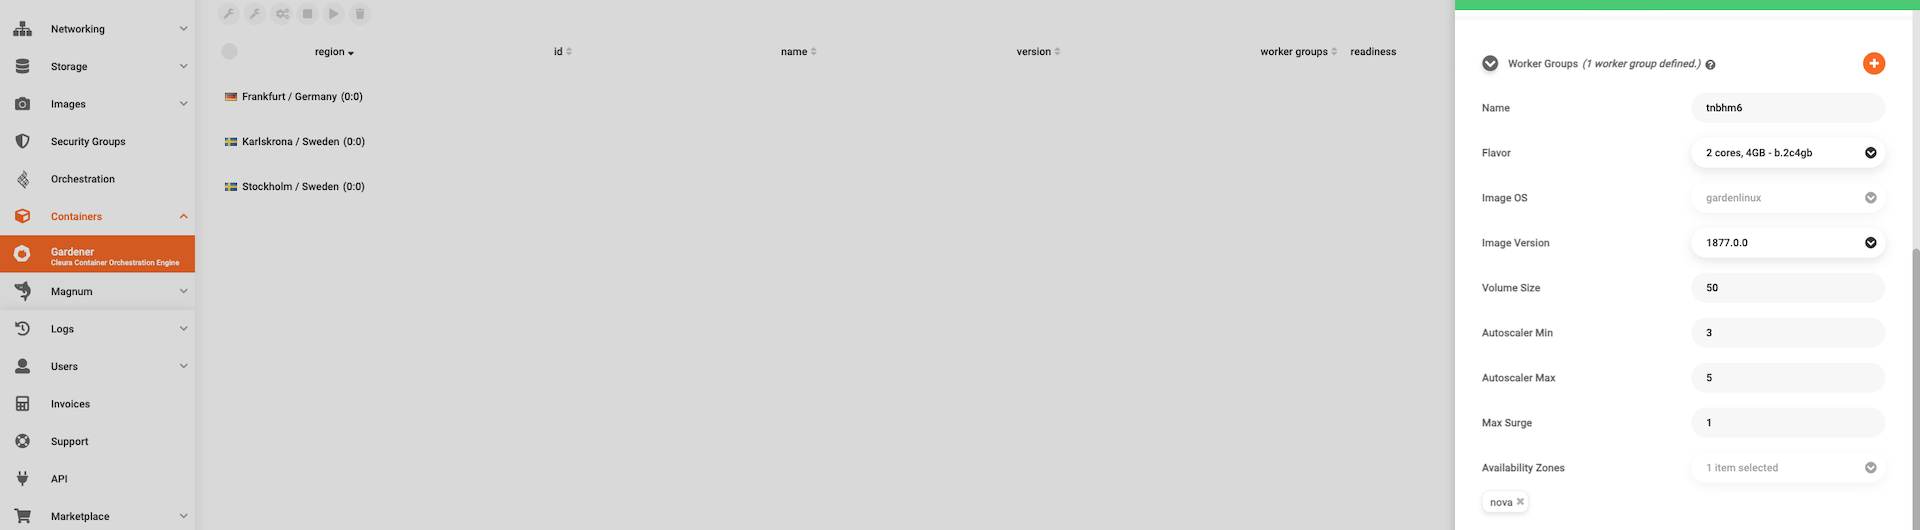 Networking
Storage
Images
Security Groups
Orchestration
Containers
Gardener
Cleura Container Orchestration Engine
Magnum
Logs
Users
Invoices
Support
API
Marketplace
region id name version worker groups readiness
Frankfurt / Germany (0:0)
Karlskrona / Sweden (0:0)
Stockholm / Sweden (0:0)
Worker Groups (1 worker group defined.) ?
Name tnbhm6
Flavor 2 cores, 4GB - b.2c4gb
Image OS gardenlinux
Image Version 1877.0.0
Volume Size 50
Autoscaler Min 3
Autoscaler Max 5
Max Surge 1
Availability Zones 1 item selected
nova